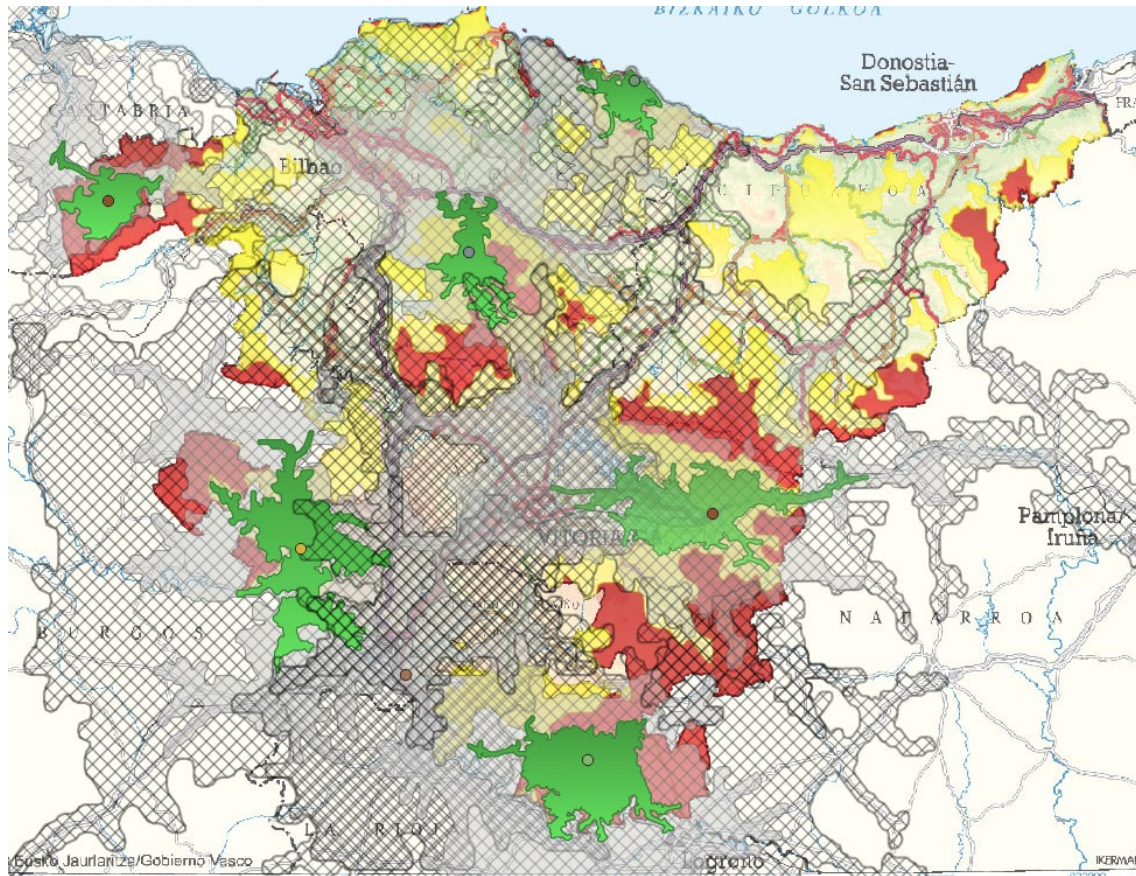 BIZKAIKO GOLKOA
Donostia-
San Sebastián
CANTABRIA
FRA
Bilbao
GIPUZKOA
VITORIA
Pamplona/
Iruña
BURGOS
NAFARROA
LA RIOJA
Logroño
Eusko Jaurlaritza/Gobierno Vasco